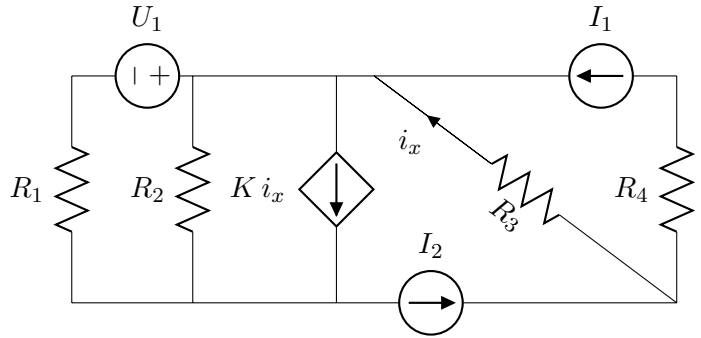 U₁
I₁
− +
iₓ
R₁
R₂
K iₓ
R₃
R₄
I₂